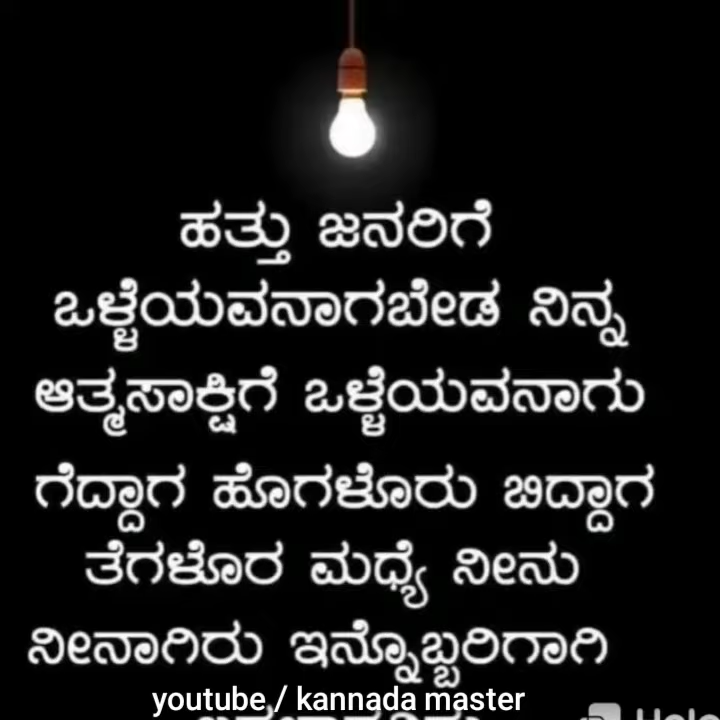 ಹತ್ತು ಜನರಿಗೆ
ಒಳ್ಳೆಯವನಾಗಬೇಡ ನಿನ್ನ
ಆತ್ಮಸಾಕ್ಷಿಗೆ ಒಳ್ಳೆಯವನಾಗು
ಗೆದ್ದಾಗ ಹೊಗಳೊರು ಬಿದ್ದಾಗ
ತೆಗಳೊರ ಮಧ್ಯೆ ನೀನು
ನೀನಾಗಿರು ಇನ್ನೊಬ್ಬರಿಗಾಗಿ
youtube / kannada master